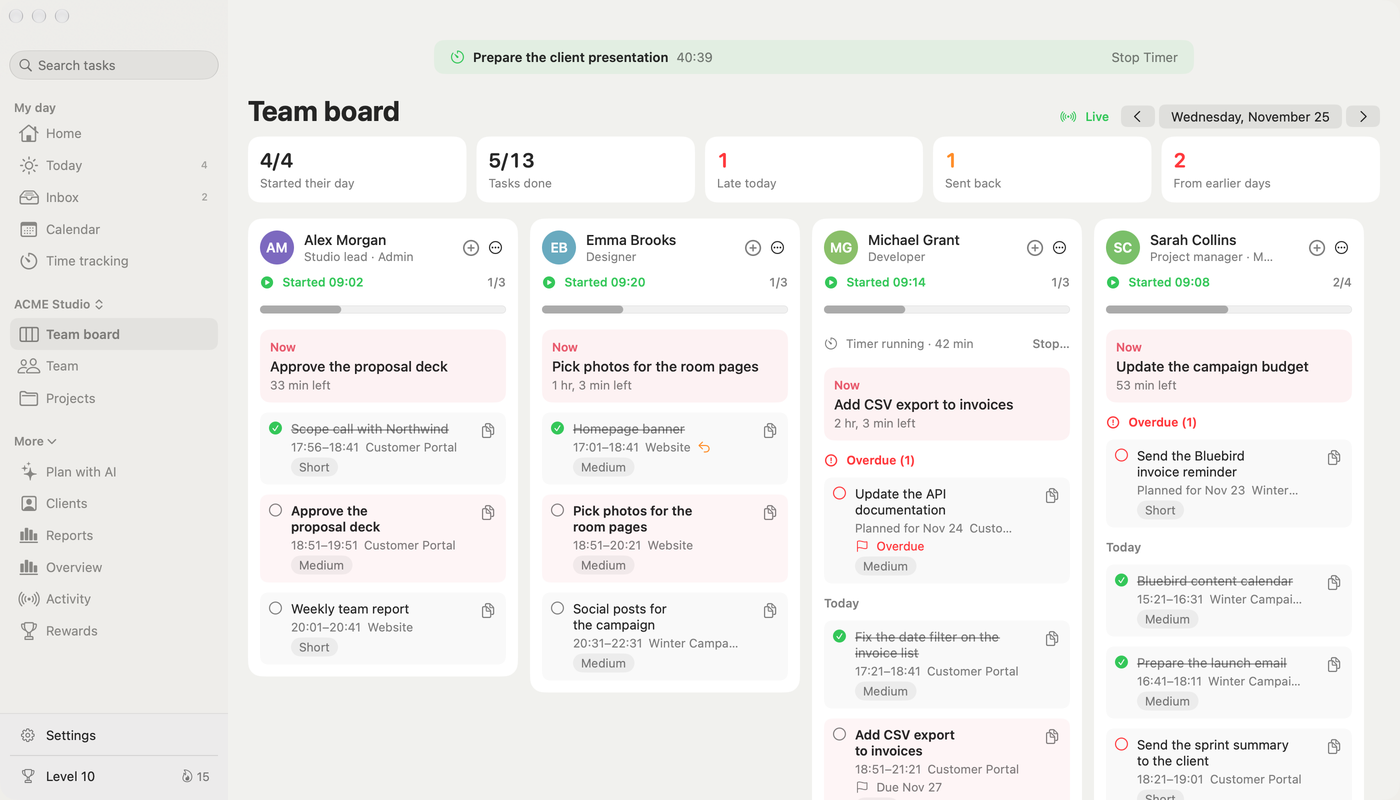 Search tasks
My day
Home
Today 4
Inbox 2
Calendar
Time tracking
ACME Studio
Team board
Team
Projects
More
Plan with AI
Clients
Reports
Overview
Activity
Rewards
Settings
Level 10 15
Prepare the client presentation 40:39 Stop Timer
Team board
Live
Wednesday, November 25
4/4
Started their day
5/13
Tasks done
1
Late today
1
Sent back
2
From earlier days
AM
Alex Morgan
Studio lead · Admin
Started 09:02 1/3
Now
Approve the proposal deck
33 min left
Scope call with Northwind
17:56–18:41 Customer Portal
Short
Approve the
proposal deck
18:51–19:51 Customer Portal
Medium
Weekly team report
20:01–20:41 Website
Short
EB
Emma Brooks
Designer
Started 09:20 1/3
Now
Pick photos for the room pages
1 hr, 3 min left
Homepage banner
17:01–18:41 Website
Medium
Pick photos for the
room pages
18:51–20:21 Website
Medium
Social posts for
the campaign
20:31–22:31 Winter Campa...
Medium
MG
Michael Grant
Developer
Started 09:14 1/3
Timer running · 42 min Stop...
Now
Add CSV export to invoices
2 hr, 3 min left
Overdue (1)
Update the API
documentation
Planned for Nov 24 Custo...
Overdue
Medium
Today
Fix the date filter on the
invoice list
17:21–18:41 Customer Portal
Medium
Add CSV export
to invoices
18:51–21:21 Customer Portal
Due Nov 27
SC
Sarah Collins
Project manager · M...
Started 09:08 2/4
Now
Update the campaign budget
53 min left
Overdue (1)
Send the Bluebird
invoice reminder
Planned for Nov 23 Winter...
Short
Today
Bluebird content calendar
15:21–16:31 Winter Campai...
Medium
Prepare the launch email
16:41–18:11 Winter Campai...
Medium
Send the sprint summary
to the client
18:21–19:01 Customer Portal
Short